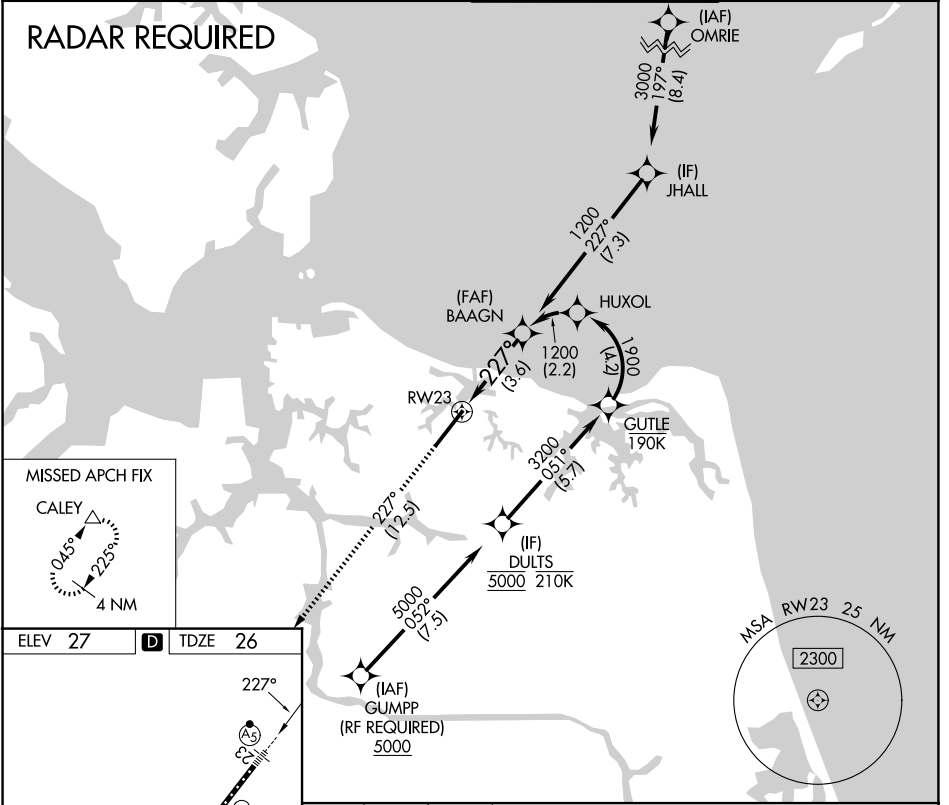 RADAR REQUIRED
(IAF)
OMRIE
3000
197°
(8.4)
(IF)
JHALL
1200
227°
(7.3)
(FAF)
BAAGN
HUXOL
1200
(2.2)
1900
(4.2)
227°
(3.6)
RW23
GUTLE
190K
3200
051°
(5.7)
MISSED APCH FIX
CALEY
045°
225°
4 NM
227°
(12.5)
(IF)
DULTS
5000 210K
5000
052°
(7.5)
MSA RW23 25 NM
2300
ELEV 27 D TDZE 26
227°
A5
23
(IAF)
GUMPP
(RF REQUIRED)
5000